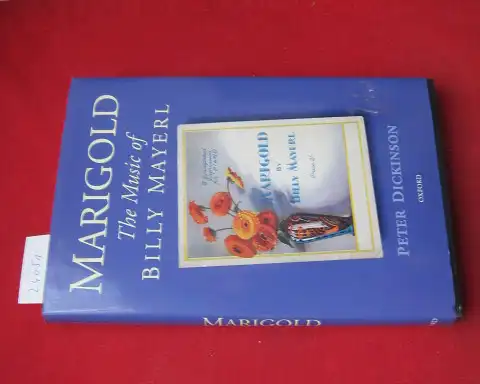 MARIGOLD
The Music of
BILLY MAYERL
MARIGOLD
BY
BILLY MAYERL
PETER DICKINSON
OXFORD
MARIGOLD